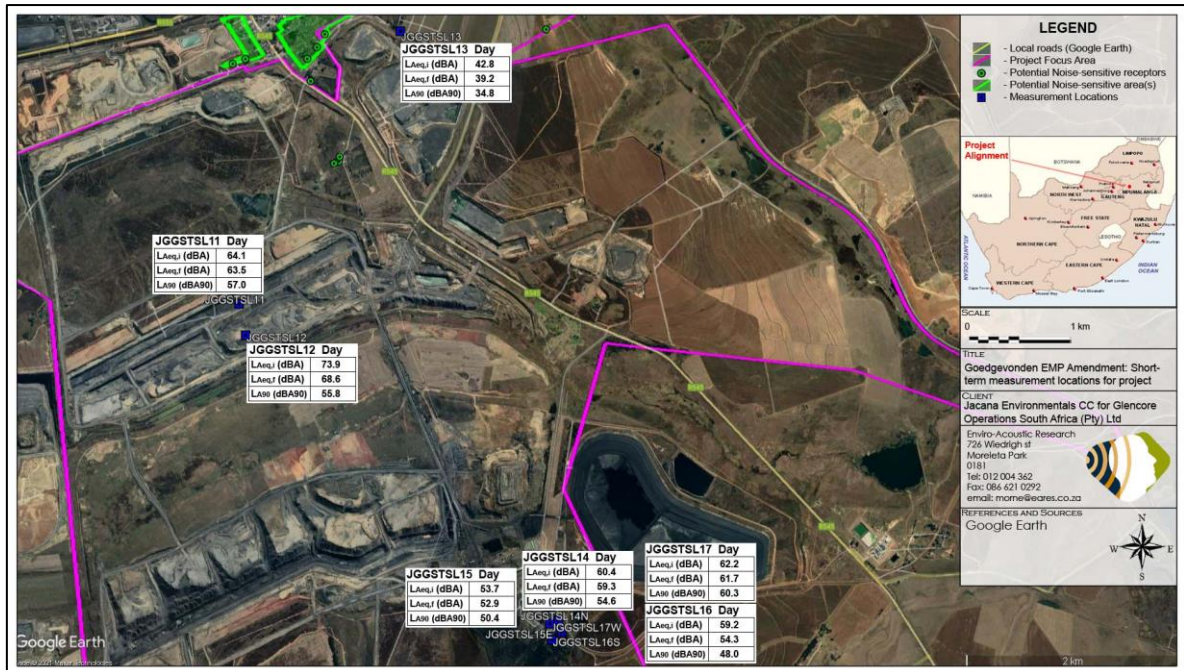 JGGSTSL13
JGGSTSL13 Day
LAeq,i (dBA) 42.8
LAeq,f (dBA) 39.2
LA90 (dBA90) 34.8
R545
JGGSTSL11 Day
LAeq,i (dBA) 64.1
LAeq,f (dBA) 63.5
LA90 (dBA90) 57.0
JGGSTSL11
JGGSTSL12
JGGSTSL12 Day
LAeq,i (dBA) 73.9
LAeq,f (dBA) 68.6
LA90 (dBA90) 55.8
R545
R545
R545
JGGSTSL15 Day
LAeq,i (dBA) 53.7
LAeq,f (dBA) 52.9
LA90 (dBA90) 50.4
JGGSTSL14 Day
LAeq,i (dBA) 60.4
LAeq,f (dBA) 59.3
LA90 (dBA90) 54.6
JGGSTSL17 Day
LAeq,i (dBA) 62.2
LAeq,f (dBA) 61.7
LA90 (dBA90) 60.3
JGGSTSL16 Day
LAeq,i (dBA) 59.2
LAeq,f (dBA) 54.3
LA90 (dBA90) 48.0
JGGSTSL14N
JGGSTSL17W
JGGSTSL15E
JGGSTSL16S
Google Earth
2 km
LEGEND
- Local roads (Google Earth)
- Project Focus Area
- Potential Noise-sensitive receptors
- Potential Noise-sensitive area(s)
- Measurement Locations
Project
Alignment
BOTSWANA
LIMPOPO
NAMIBIA
NORTH WEST
GAUTENG
MPUMALANGA
FREE STATE
KWAZULU
NATAL
LESOTHO
NORTHERN CAPE
EASTERN CAPE
WESTERN CAPE
ATLANTIC OCEAN
INDIAN
OCEAN
SCALE
0 1 km
TITLE
Goedgevonden EMP Amendment: Short-
term measurement locations for project
CLIENT
Jacana Environmentals CC for Glencore
Operations South Africa (Pty) Ltd
Enviro-Acoustic Research
726 Wiedrigh st
Moreleta Park
0181
Tel: 012 004 362
Fax: 086 621 0292
email: morne@eares.co.za
REFERENCES AND SOURCES
Google Earth
N
W E
S